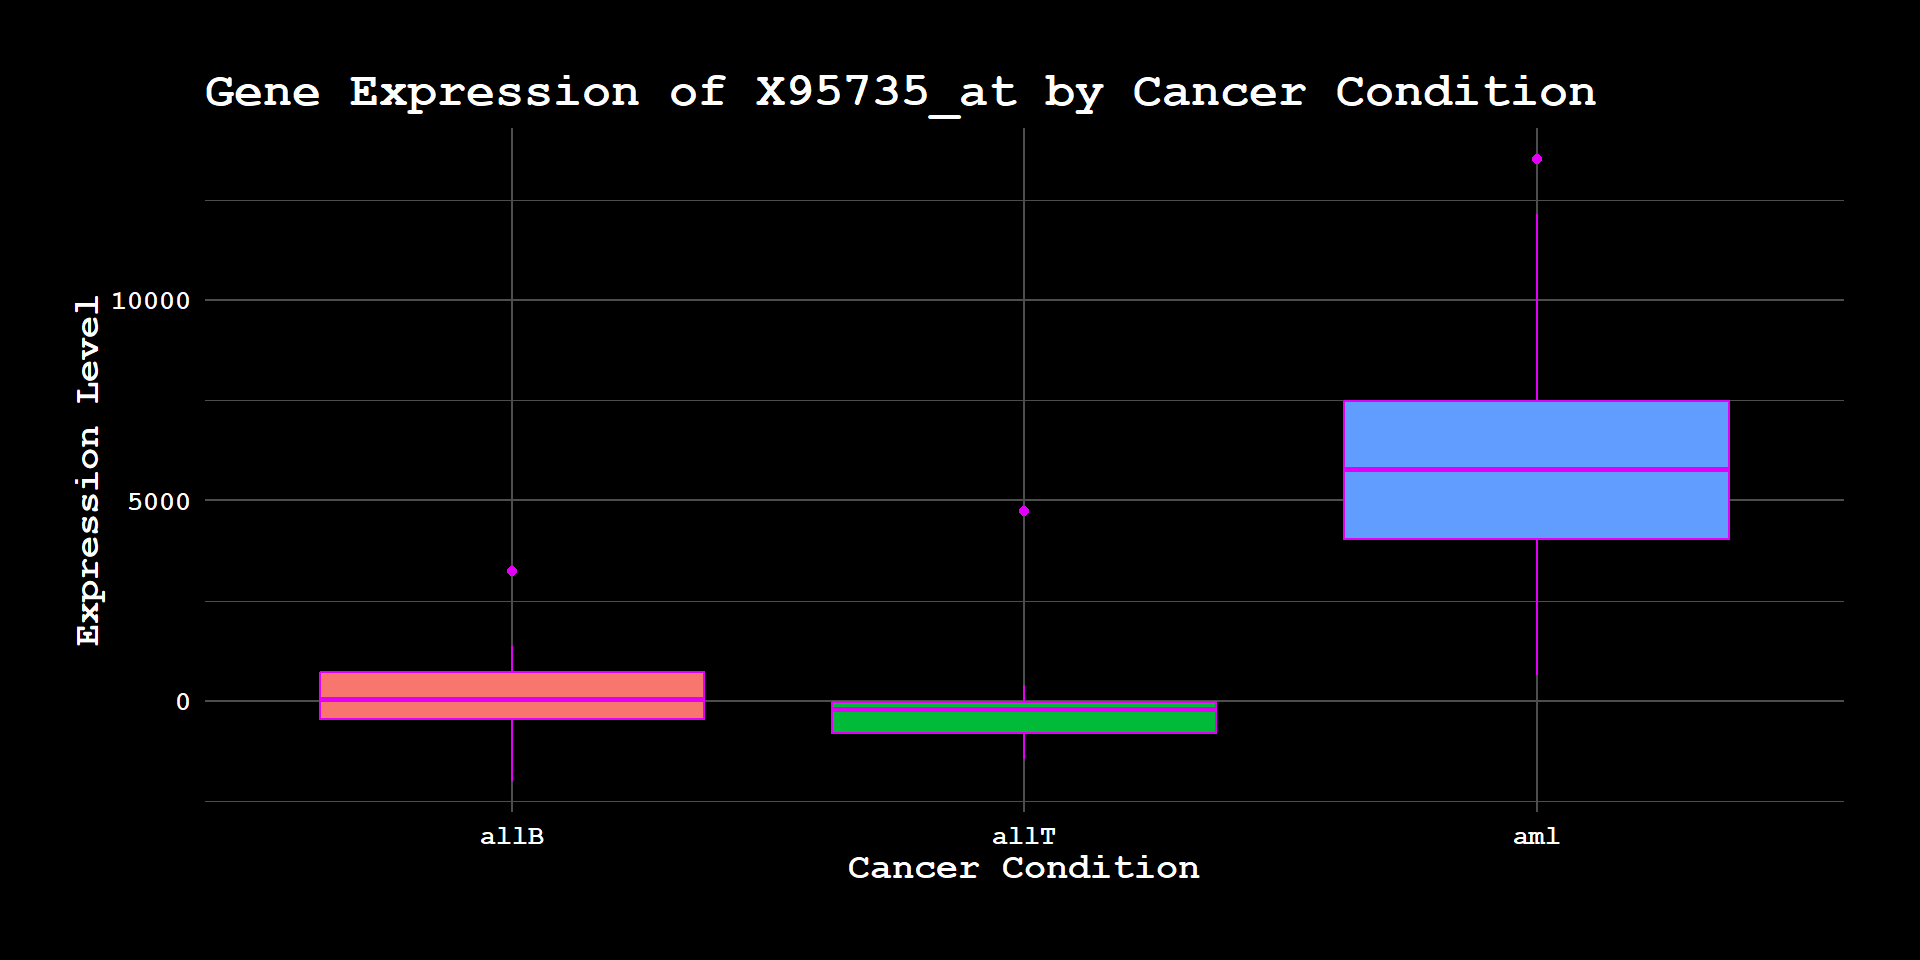 Gene Expression of X95735_at by Cancer Condition
Expression Level
10000
5000
0
allB
allT
aml
Cancer Condition